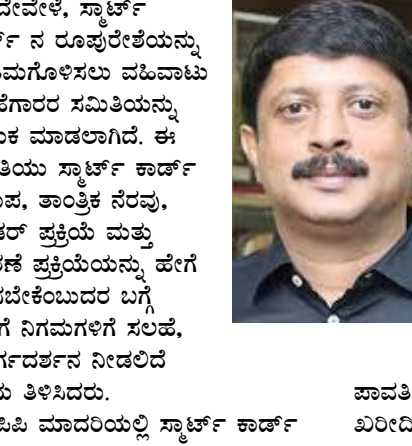 ದೇವೇಳೆ, ಸ್ಮಾರ್ಟ್
ನ ರೂಪುರೇಶೆಯನ್ನು
ಮಗೊಳಿಸಲು ವಹಿವಾಟು
ಹೆಗಾರರ ಸಮಿತಿಯನ್ನು
ಕ ಮಾಡಲಾಗಿದೆ. ಈ
ತಿಯು ಸ್ಮಾರ್ಟ್ ಕಾರ್ಡ್
ಪ, ತಾಂತ್ರಿಕ ನೆರವು,
ಡರ್ ಪ್ರಕ್ರಿಯೆ ಮತ್ತು
ರಣೆ ಪ್ರಕ್ರಿಯೆಯನ್ನು ಹೇಗೆ
ಸಬೇಕೆಂಬುದರ ಬಗ್ಗೆ
ಗೆ ನಿಗಮಗಳಿಗೆ ಸಲಹೆ,
ರ್ಗದರ್ಶನ ನೀಡಲಿದೆ
ದು ತಿಳಿಸಿದರು.
ಪಿಪಿ ಮಾದರಿಯಲ್ಲಿ ಸ್ಮಾರ್ಟ್ ಕಾರ್ಡ್
ಪಾವತಿ
ಖರೀದಿ